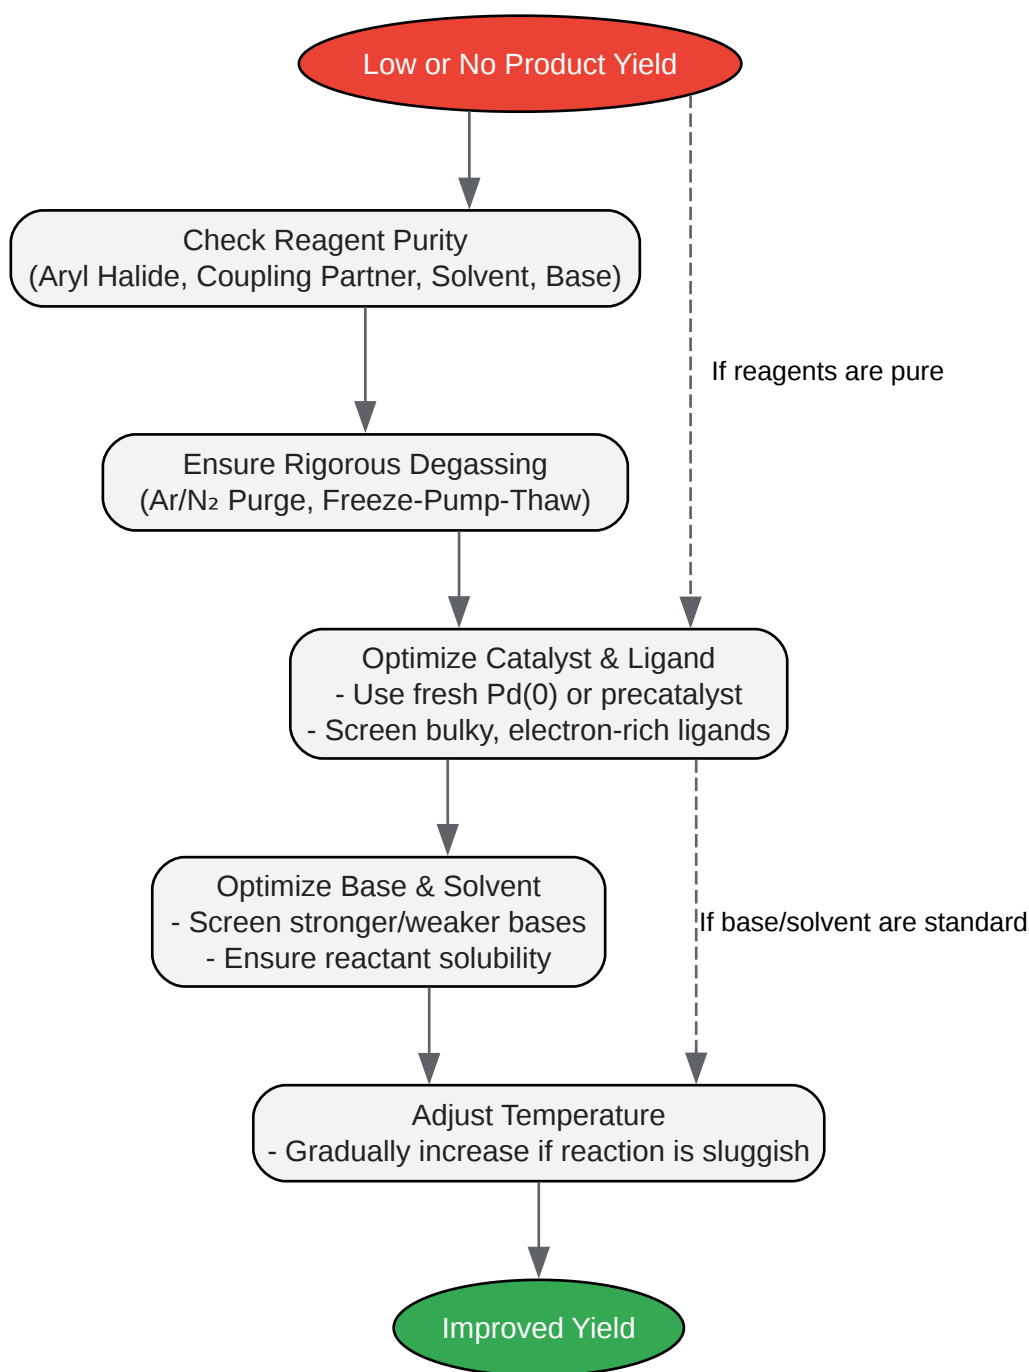 Low or No Product Yield
Check Reagent Purity
(Aryl Halide, Coupling Partner, Solvent, Base)
If reagents are pure
Ensure Rigorous Degassing
(Ar/N₂ Purge, Freeze-Pump-Thaw)
Optimize Catalyst & Ligand
- Use fresh Pd(0) or precatalyst
- Screen bulky, electron-rich ligands
Optimize Base & Solvent
- Screen stronger/weaker bases
- Ensure reactant solubility
If base/solvent are standard
Adjust Temperature
- Gradually increase if reaction is sluggish
Improved Yield